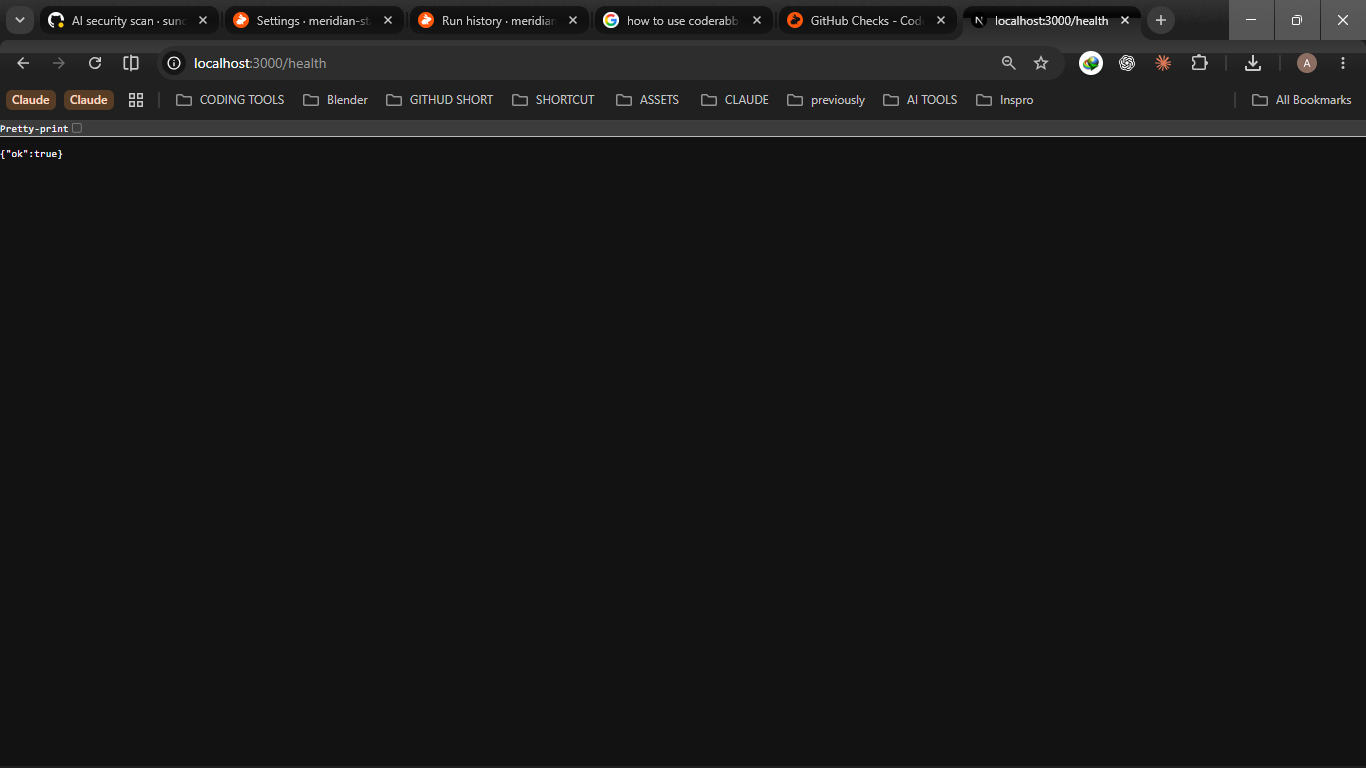 AI security scan · sunc
Settings · meridian-st
Run history · meridian
how to use coderabb
GitHub Checks - Cod
localhost:3000/health
localhost:3000/health
A
Claude
Claude
CODING TOOLS
Blender
GITHUD SHORT
SHORTCUT
ASSETS
CLAUDE
previously
AI TOOLS
Inspro
All Bookmarks
Pretty-print
{"ok":true}